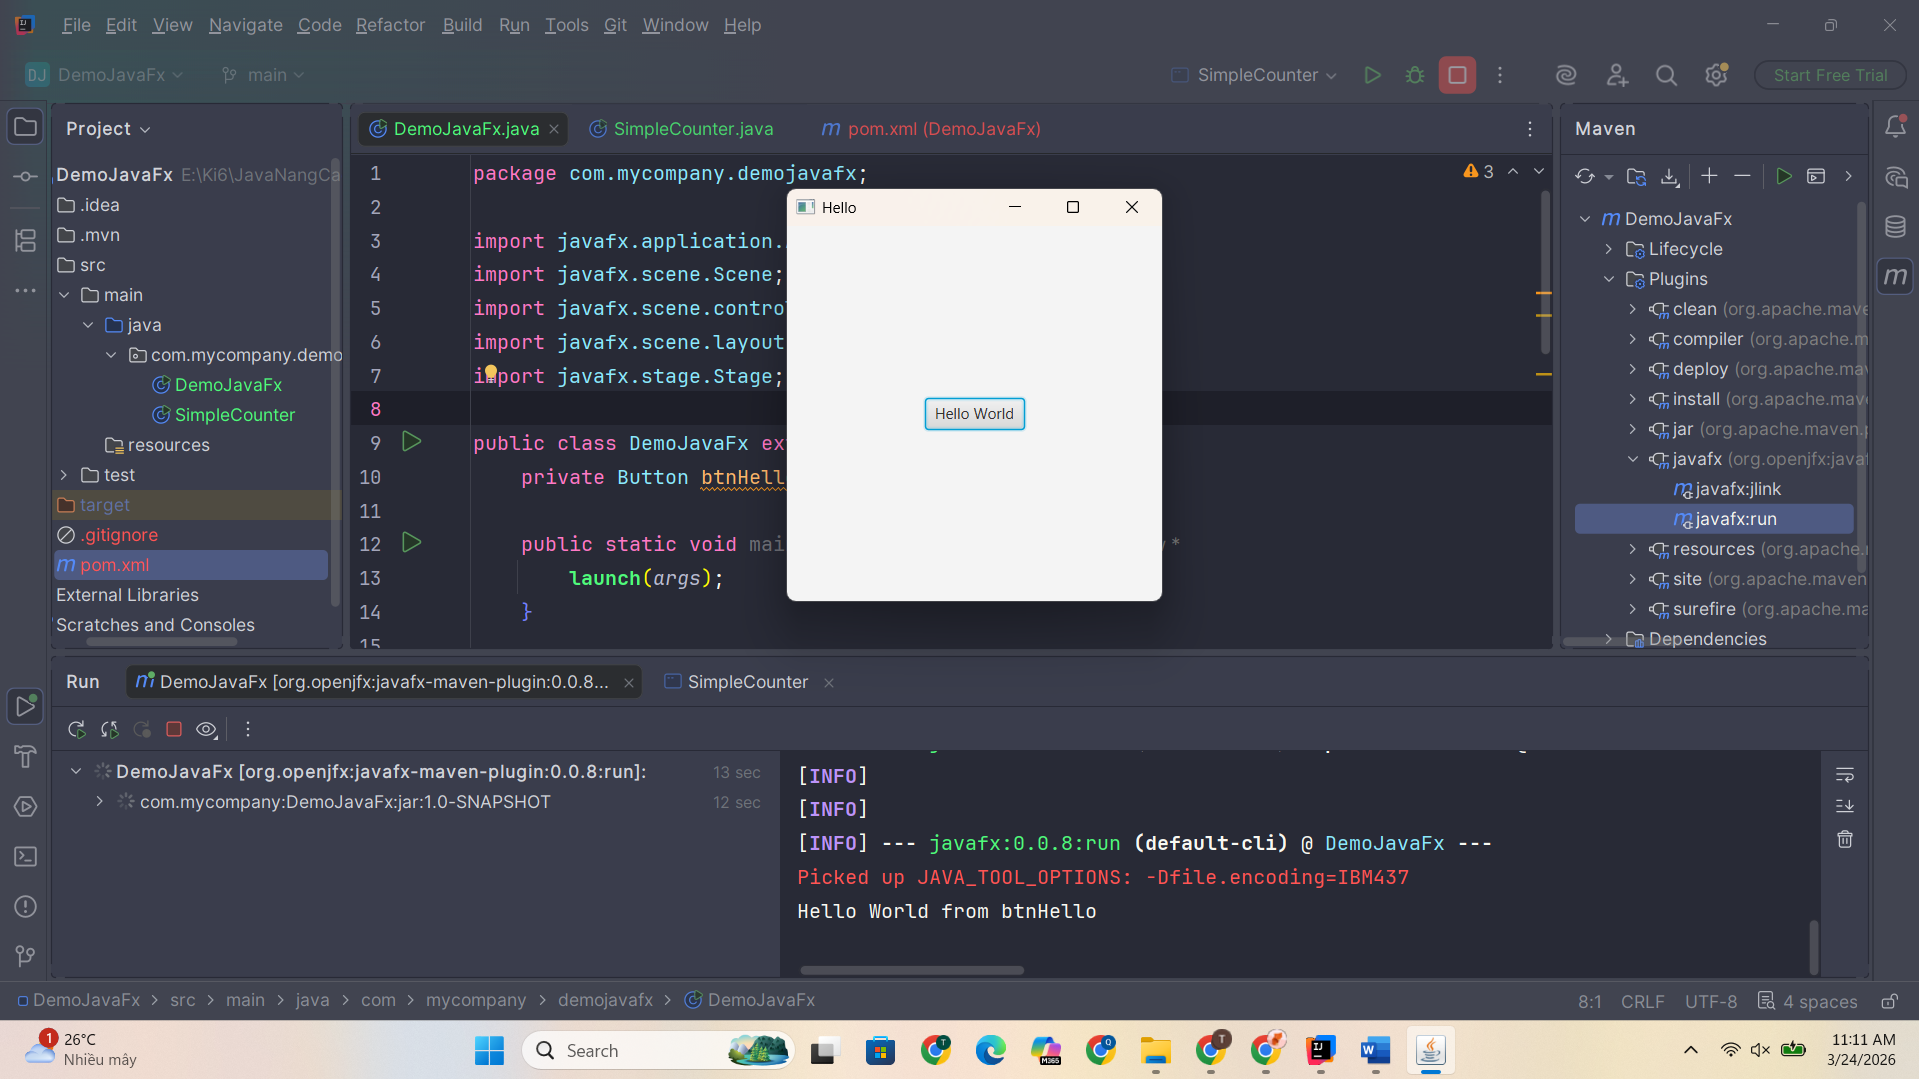 File Edit View Navigate Code Refactor Build Run Tools Git Window Help
DJ DemoJavaFx main SimpleCounter Start Free Trial
Project
DemoJavaFx E:\Ki6\JavaNangCa
.idea
.mvn
src
main
java
com.mycompany.demo
DemoJavaFx
SimpleCounter
resources
test
target
.gitignore
pom.xml
External Libraries
Scratches and Consoles
DemoJavaFx.java SimpleCounter.java pom.xml (DemoJavaFx)
3
1 package com.mycompany.demojavafx;
2
3 import javafx.application.
4 import javafx.scene.Scene;
5 import javafx.scene.contro
6 import javafx.scene.layout
7 import javafx.stage.Stage;
8
9 public class DemoJavaFx ex
10 private Button btnHell
11
12 public static void mai
13 launch(args);
14 }
15
Hello
Hello World
Maven
DemoJavaFx
Lifecycle
Plugins
clean (org.apache.mave
compiler (org.apache.m
deploy (org.apache.ma
install (org.apache.mav
jar (org.apache.maven.p
javafx (org.openjfx:javaf
javafx:jlink
javafx:run
resources (org.apache.
site (org.apache.maven
surefire (org.apache.ma
Dependencies
Run DemoJavaFx [org.openjfx:javafx-maven-plugin:0.0.8... SimpleCounter
DemoJavaFx [org.openjfx:javafx-maven-plugin:0.0.8:run]: 13 sec
com.mycompany:DemoJavaFx:jar:1.0-SNAPSHOT 12 sec
[INFO]
[INFO]
[INFO] --- javafx:0.0.8:run (default-cli) @ DemoJavaFx ---
Picked up JAVA_TOOL_OPTIONS: -Dfile.encoding=IBM437
Hello World from btnHello
DemoJavaFx > src > main > java > com > mycompany > demojavafx > DemoJavaFx
8:1 CRLF UTF-8 4 spaces
1
26°C
Nhiều mây
Search
11:11 AM
3/24/2026